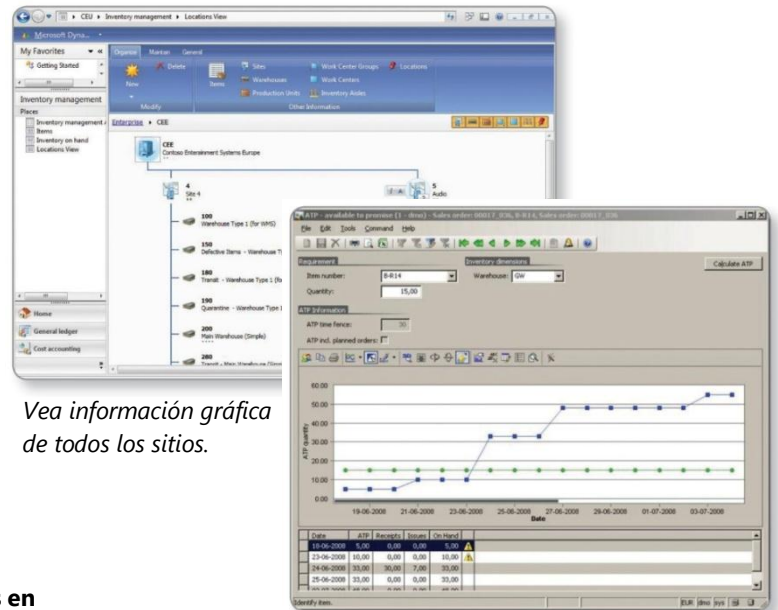 CEU ▸ Inventory management ▸ Locations View
Microsoft Dyna...
My Favorites
Getting Started
Inventory management
Places
Inventory management
Items
Inventory on hand
Locations View
Home
General ledger
Cost accounting
Organize Maintain General
New
Delete
Modify
Items
Sites
Warehouses
Production Units
Work Center Groups
Work Centers
Inventory Aisles
Locations
Other Information
Enterprise ▸ CEE
CEE
Contoso Entertainment Systems Europe
4
Site 4
5
Audio
100
Warehouse Type 1 (for WMS)
150
Defective Items - Warehouse T
180
Transit - Warehouse Type 1 (fo
190
Quarantine - Warehouse Type 1
200
Main Warehouse (Simple)
280
Transit - Main Warehouse (Simp
ATP - available to promise (1 - dmo) - Sales order: 00017_036, B-R14, Sales order: 00017_036
File Edit Tools Command Help
Requirement
Item number: B-R14
Quantity: 15,00
Inventory dimensions
Warehouse: GW
Calculate ATP
ATP Information
ATP time fence: 30
ATP incl. planned orders:
60.00
50.00
40.00
30.00
20.00
10.00
0.00
ATP quantity
19-06-2008 21-06-2008 23-06-2008 25-06-2008 27-06-2008 29-06-2008 01-07-2008 03-07-2008
Date
Date ATP Receipts Issues On Hand
18-06-2008 5,00 0,00 0,00 5,00
23-06-2008 10,00 0,00 0,00 10,00
24-06-2008 33,00 30,00 7,00 33,00
25-06-2008 33,00 0,00 0,00 33,00
Identify item.
EUR dmo sys
Vea información gráfica
de todos los sitios.
s en